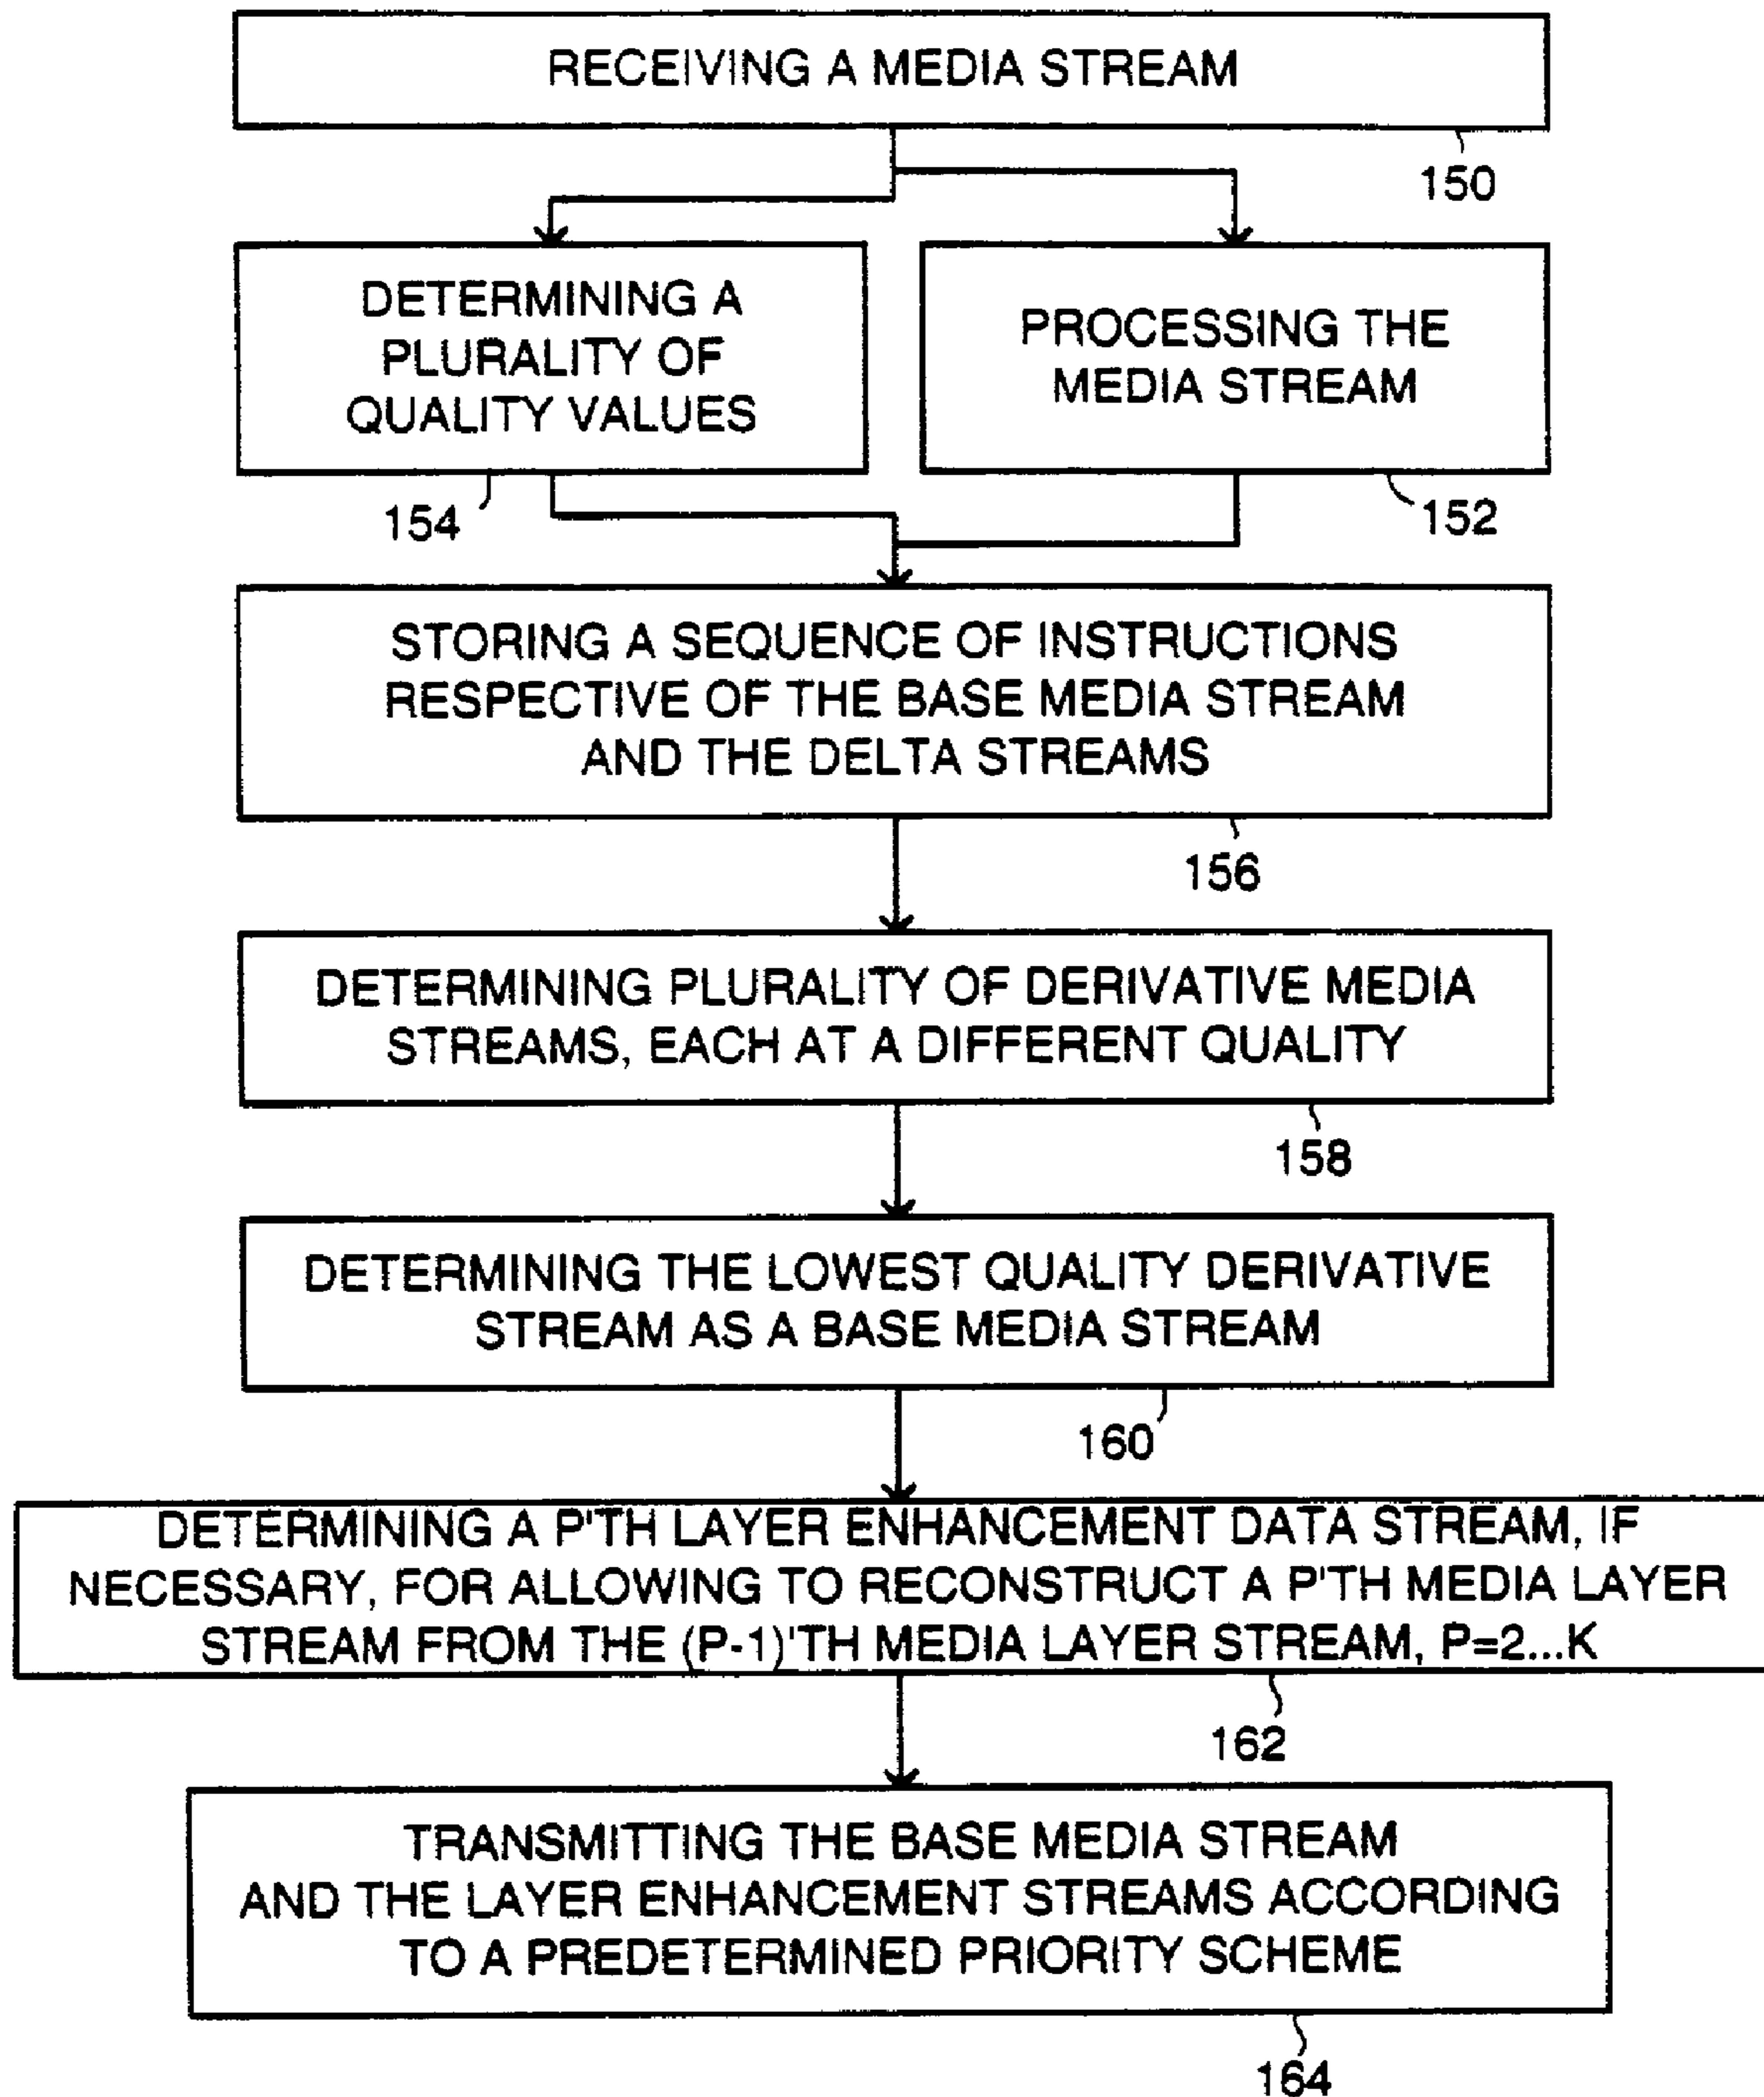 RECEIVING A MEDIA STREAM
150
DETERMINING A
PLURALITY OF
QUALITY VALUES
154
PROCESSING THE
MEDIA STREAM
152
STORING A SEQUENCE OF INSTRUCTIONS
RESPECTIVE OF THE BASE MEDIA STREAM
AND THE DELTA STREAMS
156
DETERMINING PLURALITY OF DERIVATIVE MEDIA
STREAMS, EACH AT A DIFFERENT QUALITY
158
DETERMINING THE LOWEST QUALITY DERIVATIVE
STREAM AS A BASE MEDIA STREAM
160
DETERMINING A P'TH LAYER ENHANCEMENT DATA STREAM, IF
NECESSARY, FOR ALLOWING TO RECONSTRUCT A P'TH MEDIA LAYER
STREAM FROM THE (P-1)'TH MEDIA LAYER STREAM, P=2...K
162
TRANSMITTING THE BASE MEDIA STREAM
AND THE LAYER ENHANCEMENT STREAMS ACCORDING
TO A PREDETERMINED PRIORITY SCHEME
164